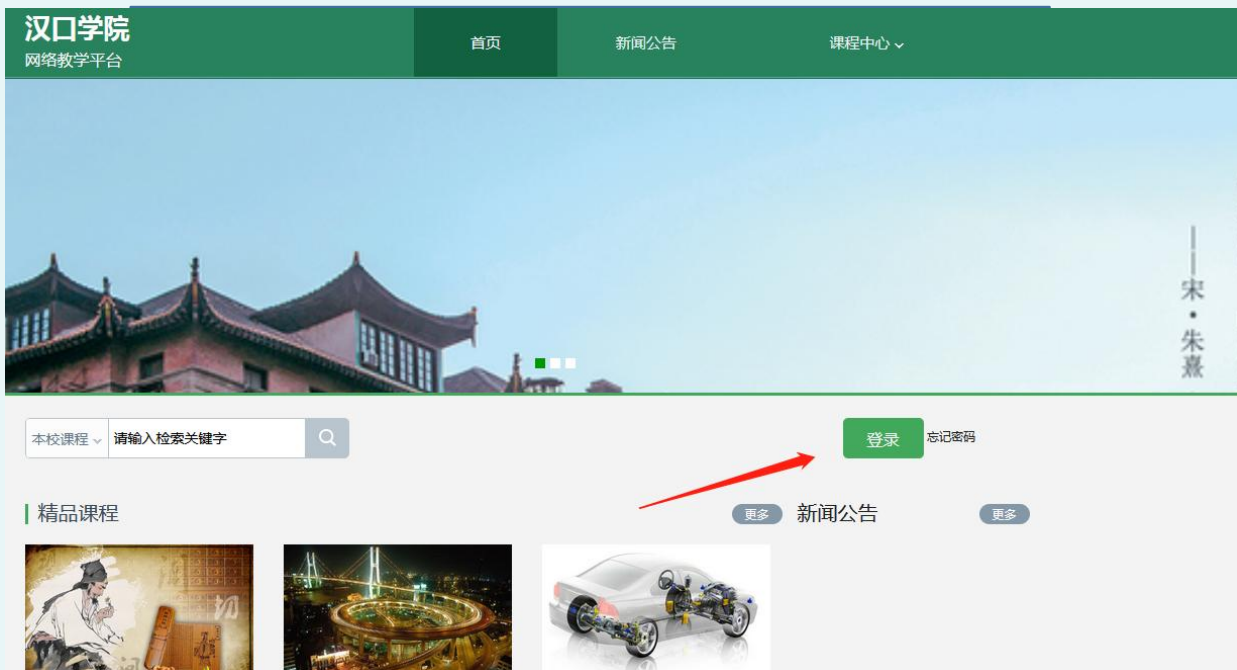 汉口学院
网络教学平台
首页
新闻公告
课程中心
——宋·朱熹
本校课程
请输入检索关键字
登录
忘记密码
精品课程
更多
新闻公告
更多
切